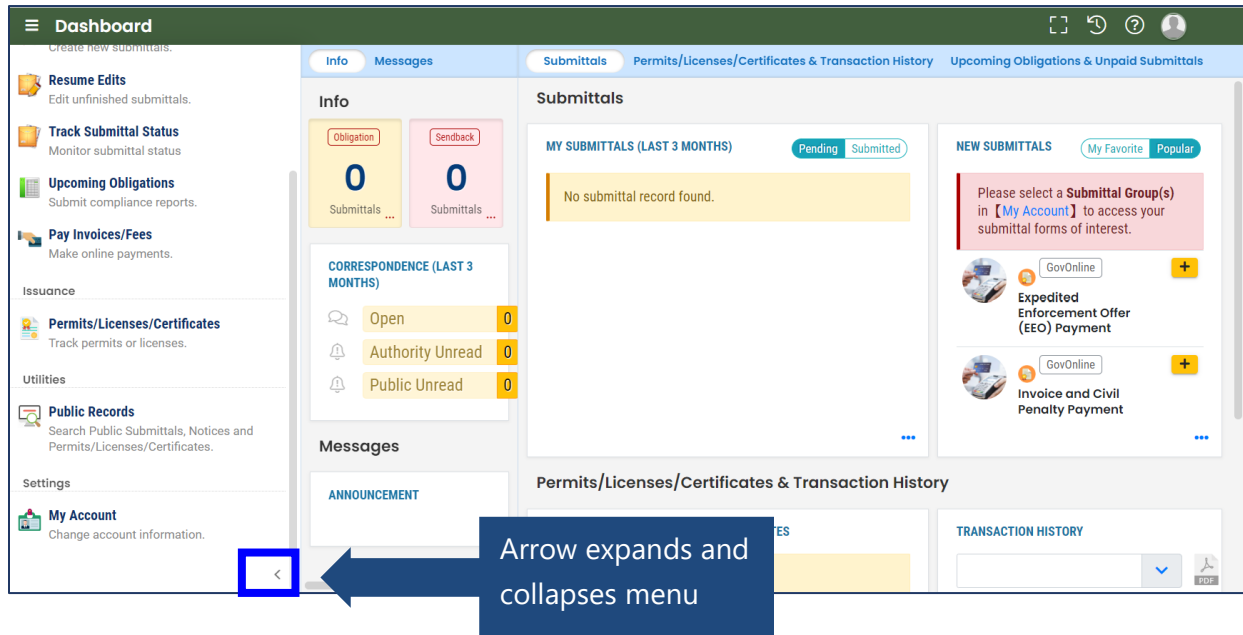 Dashboard
Create new submittals.
Resume Edits
Edit unfinished submittals.
Track Submittal Status
Monitor submittal status
Upcoming Obligations
Submit compliance reports.
Pay Invoices/Fees
Make online payments.
Issuance
Permits/Licenses/Certificates
Track permits or licenses.
Utilities
Public Records
Search Public Submittals, Notices and
Permits/Licenses/Certificates.
Settings
My Account
Change account information.
Info Messages
Info
Obligation
0
Submittals ...
Sendback
0
Submittals ...
CORRESPONDENCE (LAST 3
MONTHS)
Open 0
Authority Unread 0
Public Unread 0
Messages
ANNOUNCEMENT
Submittals Permits/Licenses/Certificates & Transaction History Upcoming Obligations & Unpaid Submittals
Submittals
MY SUBMITTALS (LAST 3 MONTHS) Pending Submitted
No submittal record found.
NEW SUBMITTALS My Favorite Popular
Please select a Submittal Group(s)
in 【My Account】 to access your
submittal forms of interest.
GovOnline +
Expedited
Enforcement Offer
(EEO) Payment
GovOnline +
Invoice and Civil
Penalty Payment
Permits/Licenses/Certificates & Transaction History
TES
TRANSACTION HISTORY
PDF
Arrow expands and
collapses menu